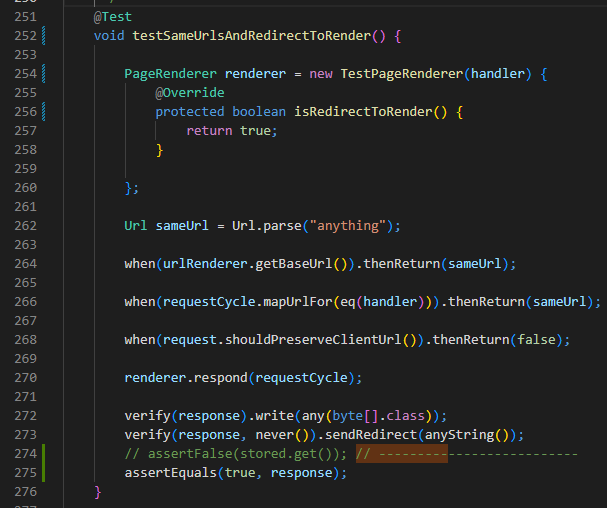 251 @Test
252 void testSameUrlsAndRedirectToRender() {
253
254 PageRenderer renderer = new TestPageRenderer(handler) {
255 @Override
256 protected boolean isRedirectToRender() {
257 return true;
258 }
259
260 };
261
262 Url sameUrl = Url.parse("anything");
263
264 when(urlRenderer.getBaseUrl()).thenReturn(sameUrl);
265
266 when(requestCycle.mapUrlFor(eq(handler))).thenReturn(sameUrl);
267
268 when(request.shouldPreserveClientUrl()).thenReturn(false);
269
270 renderer.respond(requestCycle);
271
272 verify(response).write(any(byte[].class));
273 verify(response, never()).sendRedirect(anyString());
274 // assertFalse(stored.get()); // --------------------------
275 assertEquals(true, response);
276 }